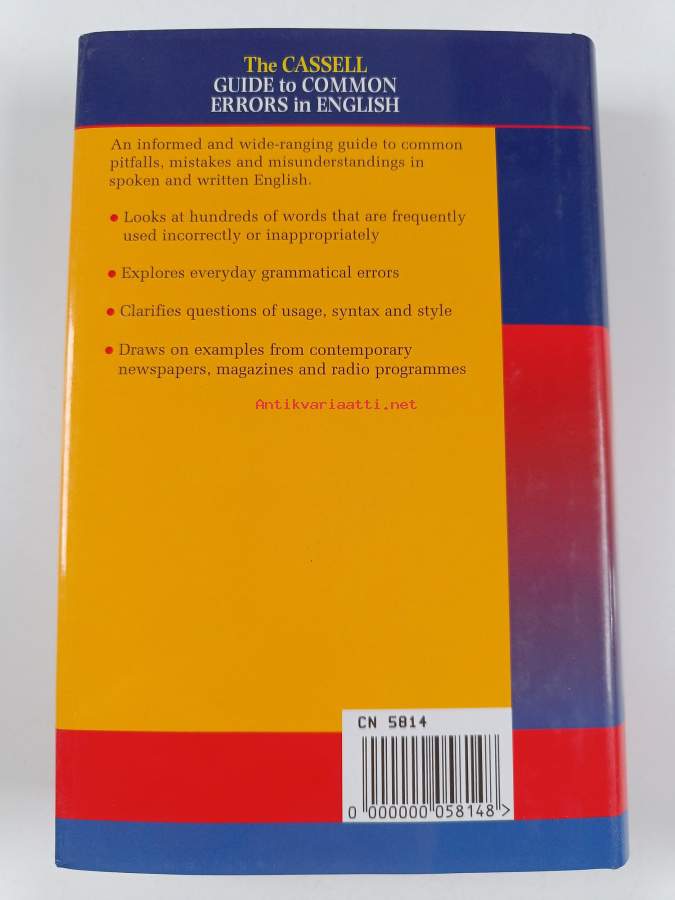 The CASSELL
GUIDE to COMMON
ERRORS in ENGLISH
An informed and wide-ranging guide to common
pitfalls, mistakes and misunderstandings in
spoken and written English.
• Looks at hundreds of words that are frequently
used incorrectly or inappropriately
• Explores everyday grammatical errors
• Clarifies questions of usage, syntax and style
• Draws on examples from contemporary
newspapers, magazines and radio programmes
Antikvariaatti.net
CN 5814
0 000000 058148 >